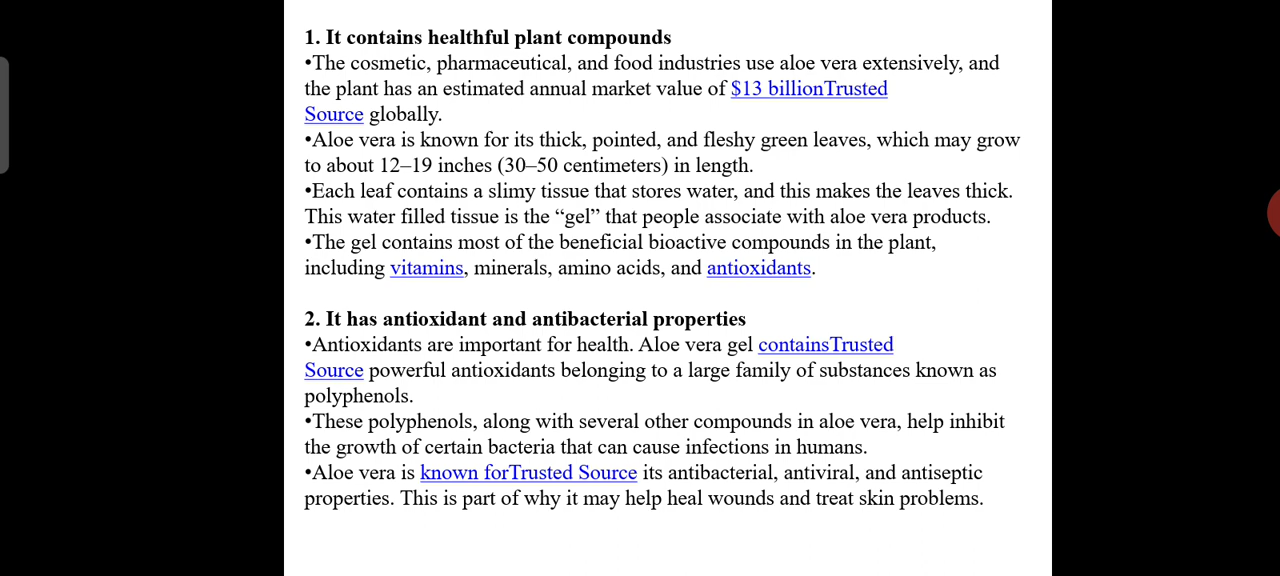 1. It contains healthful plant compounds
•The cosmetic, pharmaceutical, and food industries use aloe vera extensively, and
the plant has an estimated annual market value of $13 billionTrusted
Source globally.
•Aloe vera is known for its thick, pointed, and fleshy green leaves, which may grow
to about 12–19 inches (30–50 centimeters) in length.
•Each leaf contains a slimy tissue that stores water, and this makes the leaves thick.
This water filled tissue is the “gel” that people associate with aloe vera products.
•The gel contains most of the beneficial bioactive compounds in the plant,
including vitamins, minerals, amino acids, and antioxidants.
2. It has antioxidant and antibacterial properties
•Antioxidants are important for health. Aloe vera gel containsTrusted
Source powerful antioxidants belonging to a large family of substances known as
polyphenols.
•These polyphenols, along with several other compounds in aloe vera, help inhibit
the growth of certain bacteria that can cause infections in humans.
•Aloe vera is known forTrusted Source its antibacterial, antiviral, and antiseptic
properties. This is part of why it may help heal wounds and treat skin problems.